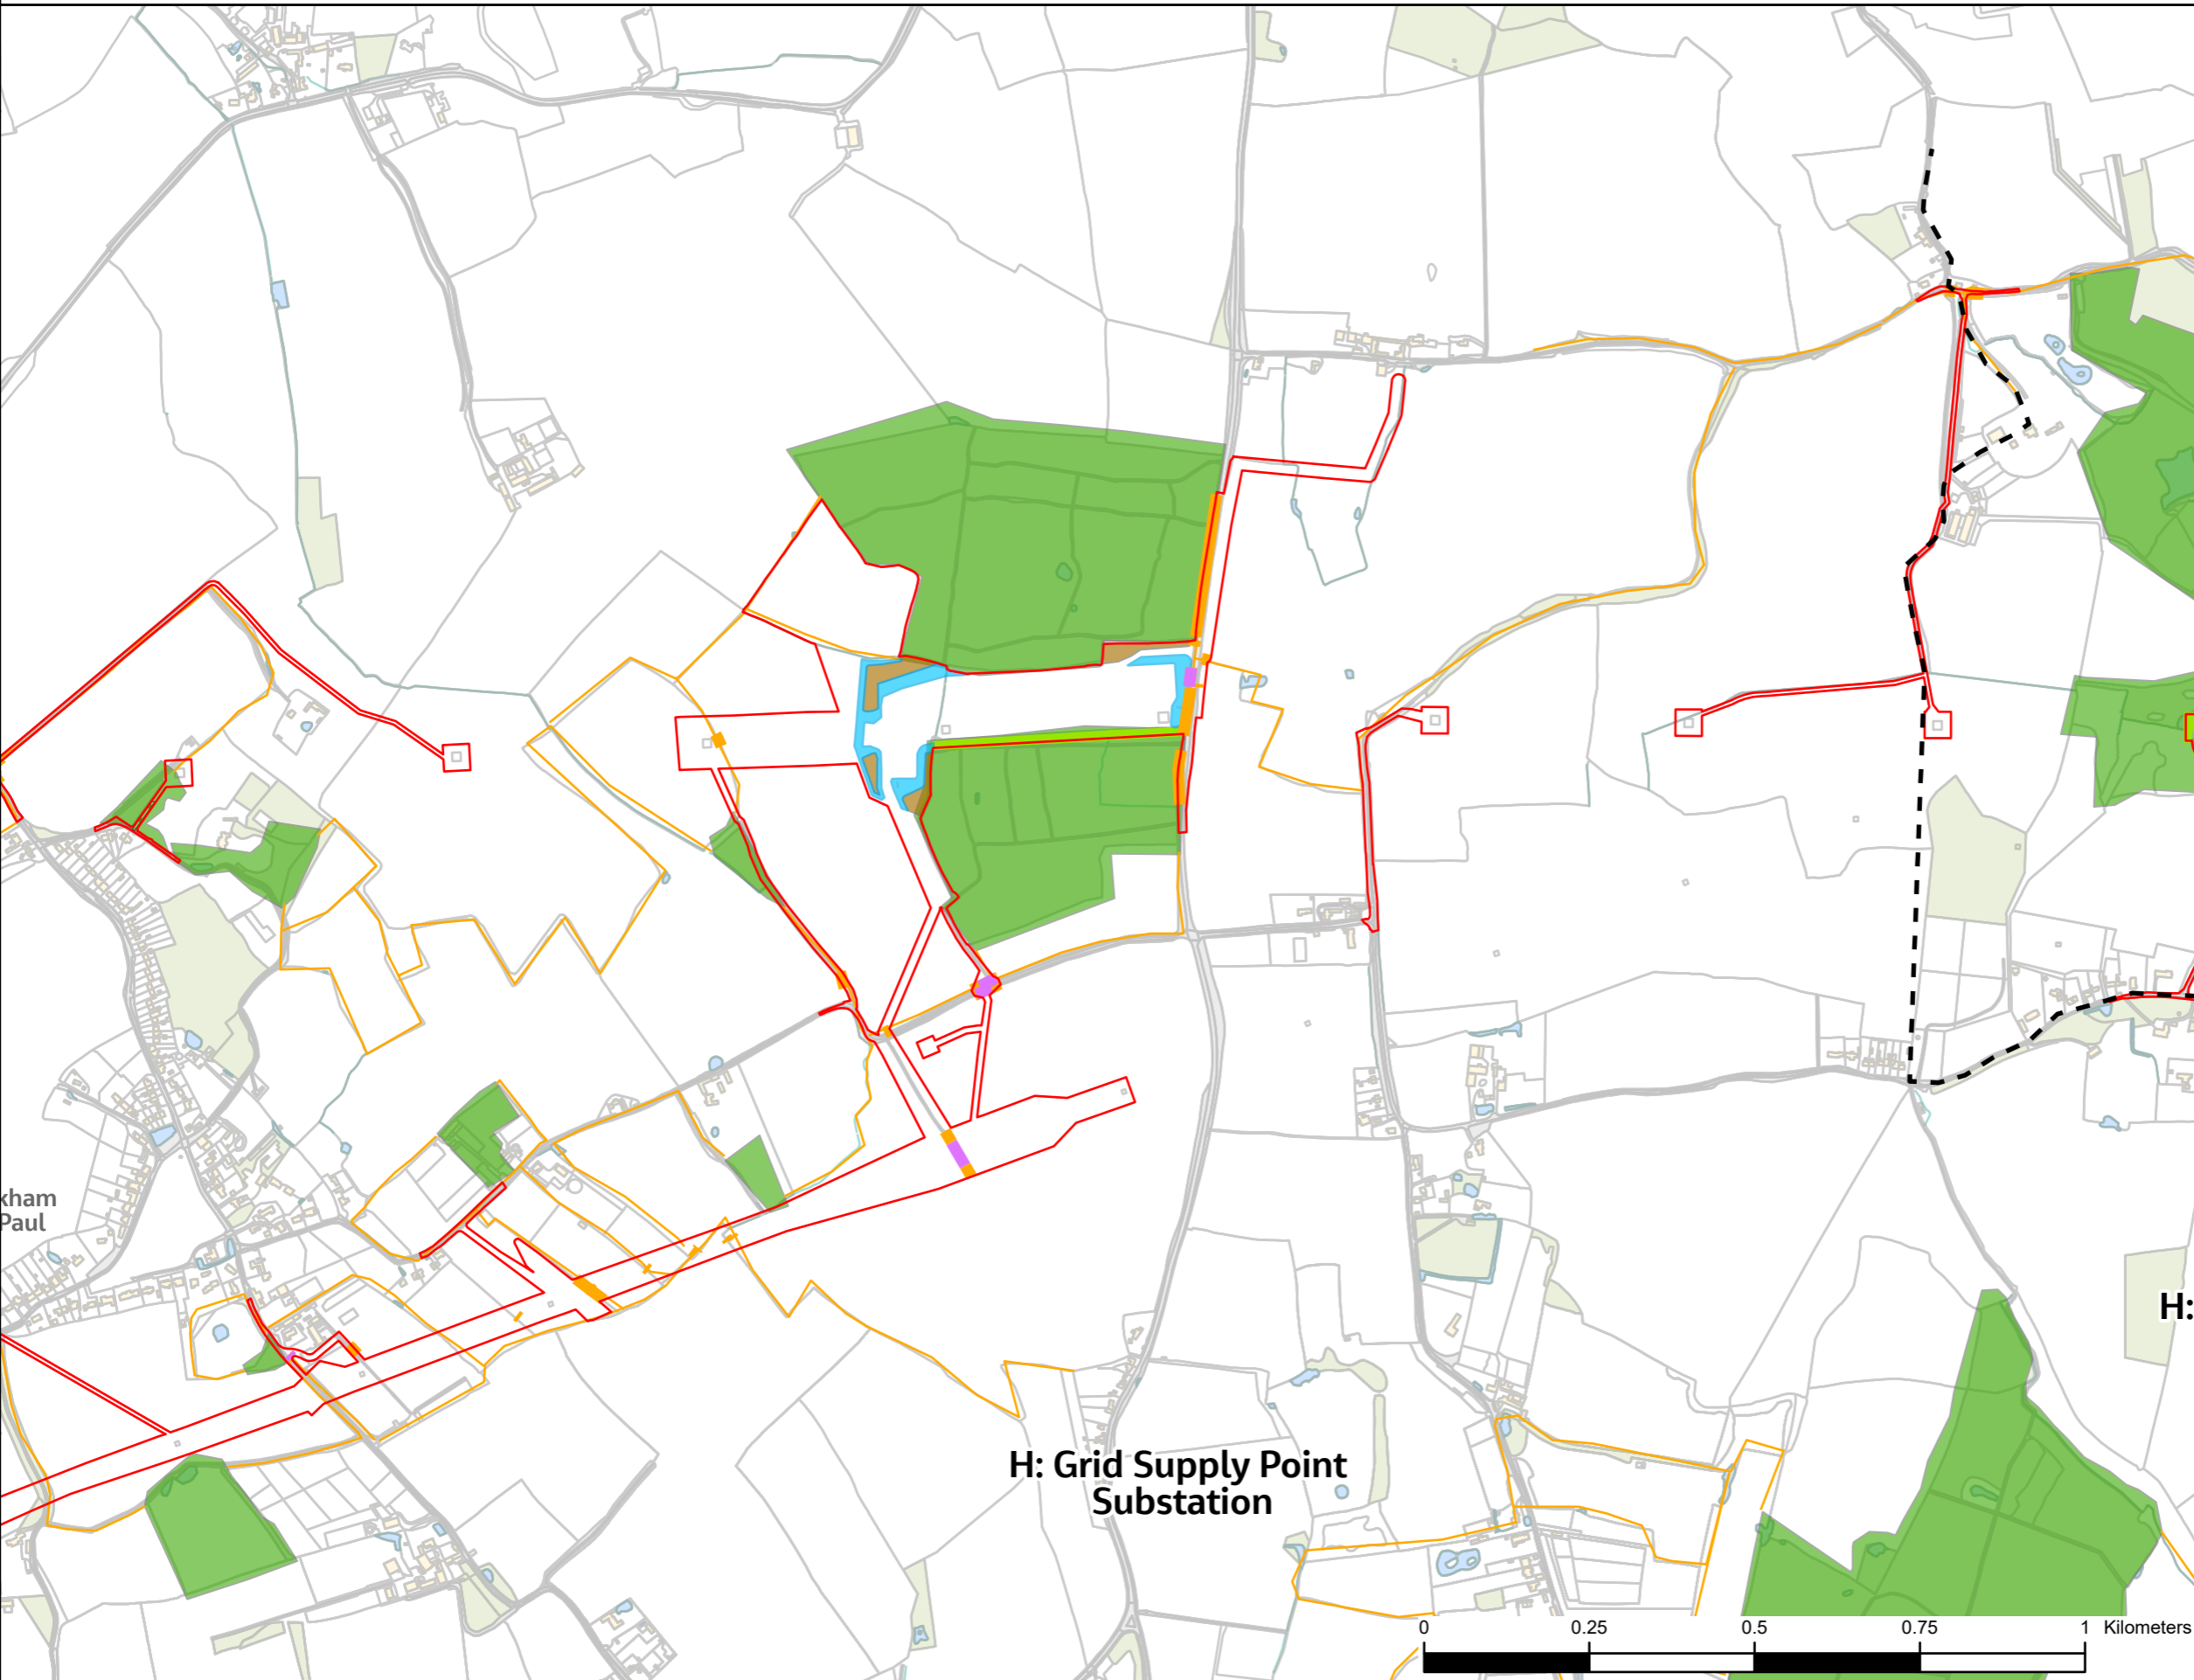 kham
Paul
H:
H: Grid Supply Point
Substation
0 0.25 0.5 0.75 1 Kilometers